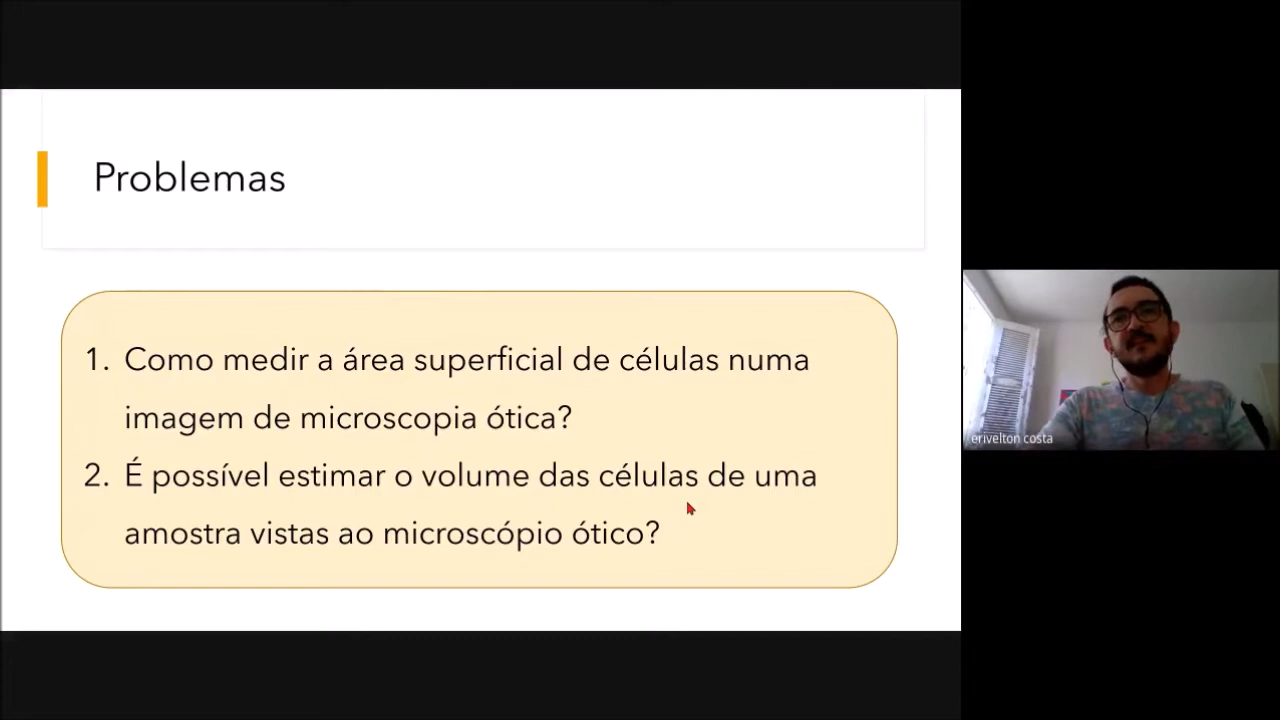 Problemas
1. Como medir a área superficial de células numa
imagem de microscopia ótica?
2. É possível estimar o volume das células de uma
amostra vistas ao microscópio ótico?
erivelton costa